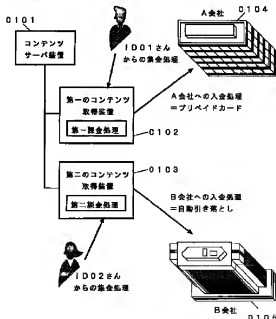 0101
コンテンツ
サーバ装置
ID01さん
からの集金処理
A会社
0104
第一のコンテンツ
取得装置
第一課金処理
0102
A会社への入金処理
=プリペイドカード
第二のコンテンツ
取得装置
第二課金処理
0103
B会社への入金処理
=自動引き落とし
ID02さん
からの集金処理
B会社
0105